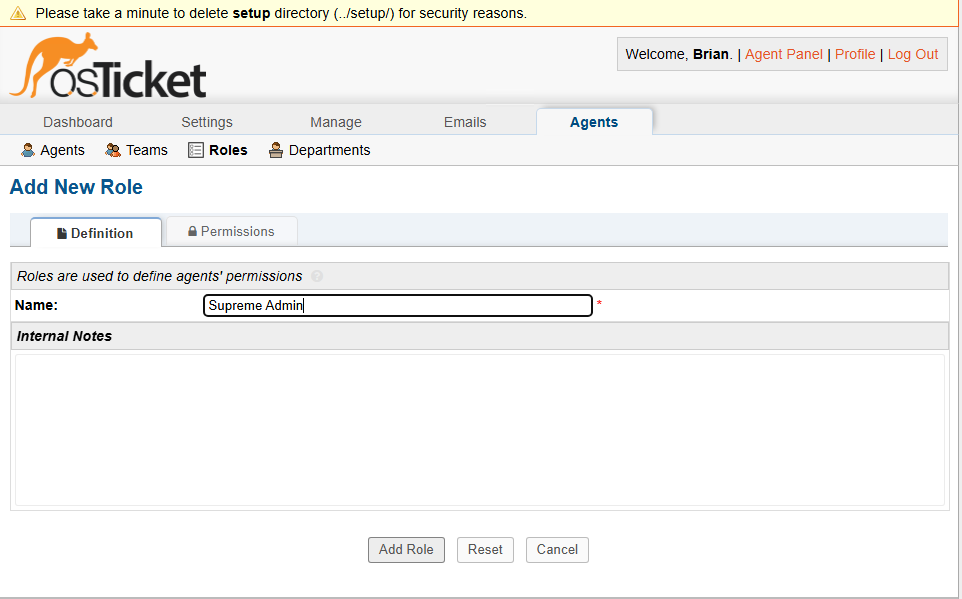 Please take a minute to delete setup directory (../setup/) for security reasons.
osTicket
Welcome, Brian. | Agent Panel | Profile | Log Out
Dashboard Settings Manage Emails Agents
Agents Teams Roles Departments
Add New Role
Definition Permissions
Roles are used to define agents' permissions ?
Name: Supreme Admin *
Internal Notes
Add Role Reset Cancel